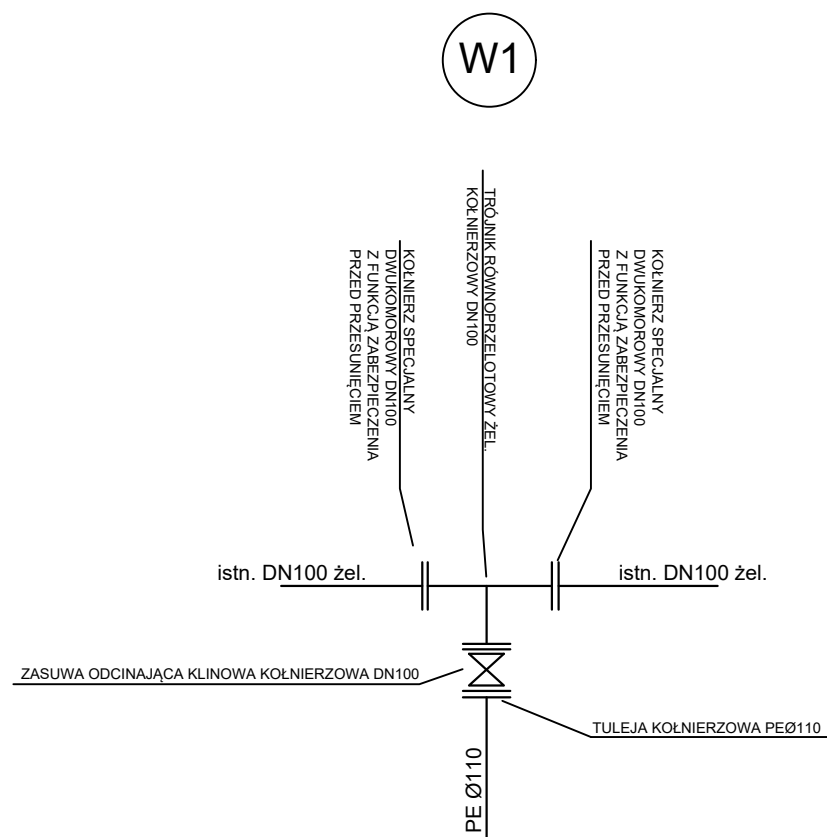 W1
KOŁNIERZ SPECJALNY
DWUKOMOROWY DN100
Z FUNKCJĄ ZABEZPIECZENIA
PRZED PRZESUNIĘCIEM
TRÓJNIK RÓWNOPRZELOTOWY ŻEL.
KOŁNIERZOWY DN100
KOŁNIERZ SPECJALNY
DWUKOMOROWY DN100
Z FUNKCJĄ ZABEZPIECZENIA
PRZED PRZESUNIĘCIEM
istn. DN100 żel.
istn. DN100 żel.
ZASUWA ODCINAJĄCA KLINOWA KOŁNIERZOWA DN100
TULEJA KOŁNIERZOWA PEØ110
PE Ø110